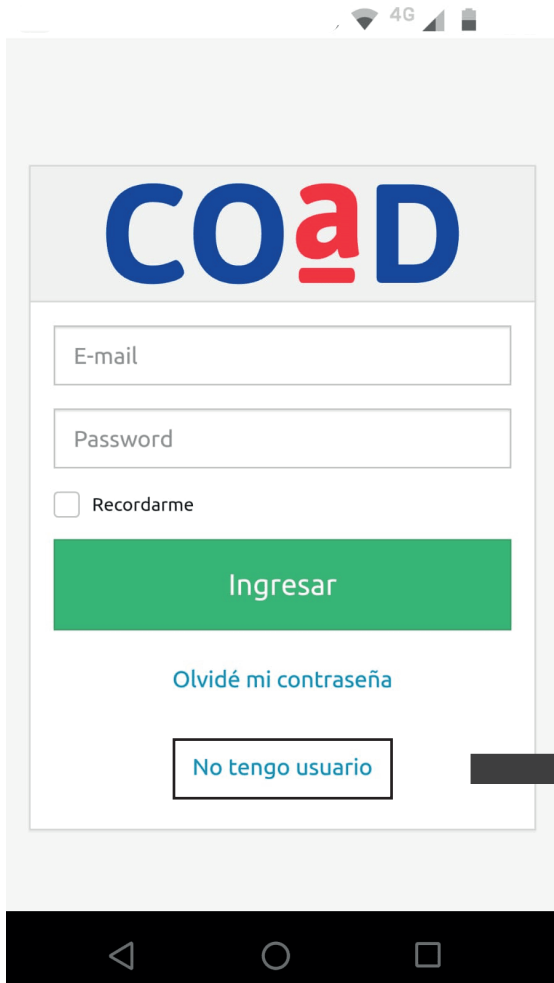 4G
COaD
E-mail
Password
Recordarme
Ingresar
Olvidé mi contraseña
No tengo usuario